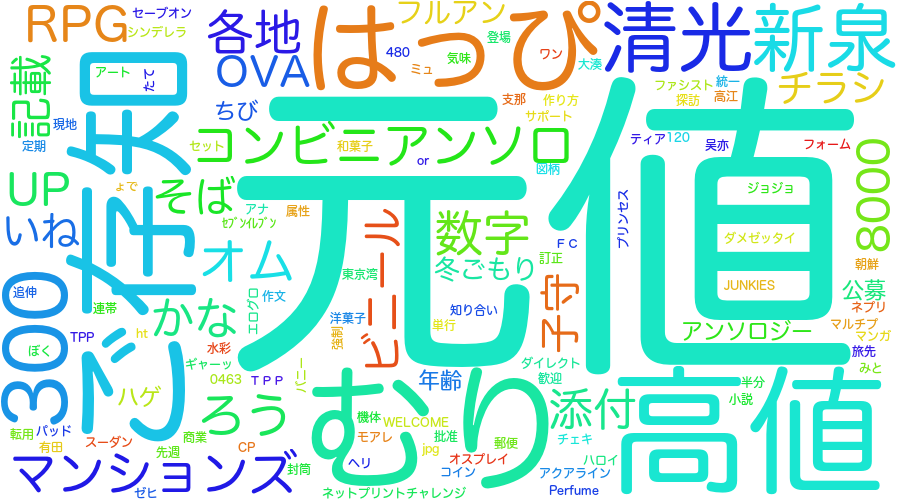 RPG
セーブオン
シンデレラ
各地
OVA
はっぴ
フルアン
480
ミュ
気味
登場
ワン
大湊
清光
新泉
チラシ
ファシスト
探訪
統一
高江
記載
アート
たて
現地
定期
ご存知
ちび
コンビニアンソロ
セット
和菓子
or
支那
作り方
サポート
図柄
元値
ティア
120
呉亦
フォーム
8000
UP
いね
ょで
そば
アナ
セブンイレブン
属性
オム
ビニール
数字
冬ごもり
FC
訂正
プリンセス
ジョジョ
ダメゼッタイ
JUNKIES
朝鮮
公募
ネプリ
マルチプ
マンガ
300
追伸
連帯
かな
エログロ
作文
東京湾
洋菓子
強制
単行
知り合い
子守
アンソロジー
旅先
みと
TPP
ht
ぼく
水彩
ギャーッ
0463
TPP
バニー
年齢
ダイレクト
歓迎
半分
小説
ハゲ
ろう
むり
添付
高値
転用
バッド
有田
スーダン
先週
商業
CP
機体
モアレ
WELCOME
批准
jpg
郵便
チェキ
マンションズ
ゼヒ
封筒
ヘリ
オスプレイ
コイン
ハロイ
アクアライン
ネットプリントチャレンジ
Perfume